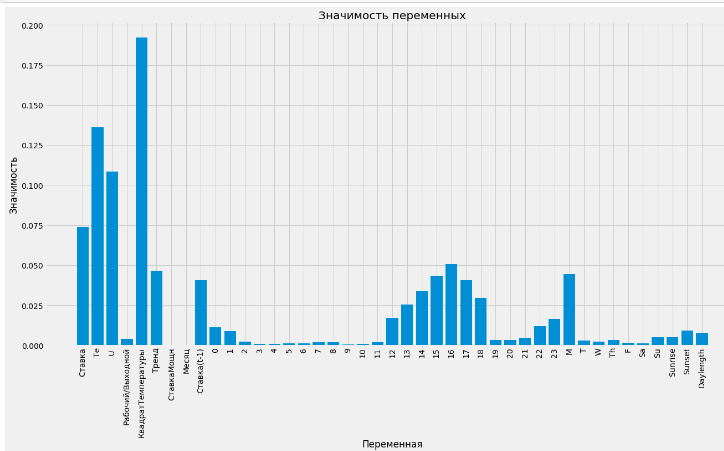 Значимость переменных
Значимость
0.200
0.175
0.150
0.125
0.100
0.075
0.050
0.025
0.000
Ставка
Te
U
Рабочий/Выходной
КвадратТемпературы
Тренд
СтавкаМощн
Месяц
Ставка(t-1)
0
1
2
3
4
5
6
7
8
9
10
11
12
13
14
15
16
17
18
19
20
21
22
23
M
T
W
Th
F
Sa
Su
Sunrise
Sunset
Daylength
Переменная